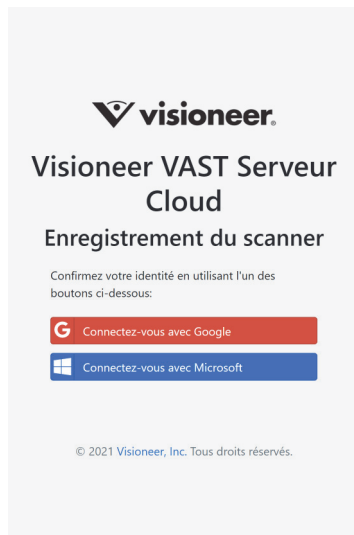 visioneer®
Visioneer VAST Serveur
Cloud
Enregistrement du scanner
Confirmez votre identité en utilisant l'un des
boutons ci-dessous:
G Connectez-vous avec Google
Connectez-vous avec Microsoft
© 2021 Visioneer, Inc. Tous droits réservés.